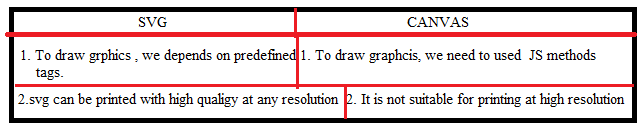 SVG CANVAS
1. To draw grphics , we depends on predefined 1. To draw graphcis, we need to used JS methods
tags.
2.svg can be printed with high qualigy at any resolution 2. It is not suitable for printing at high resolution